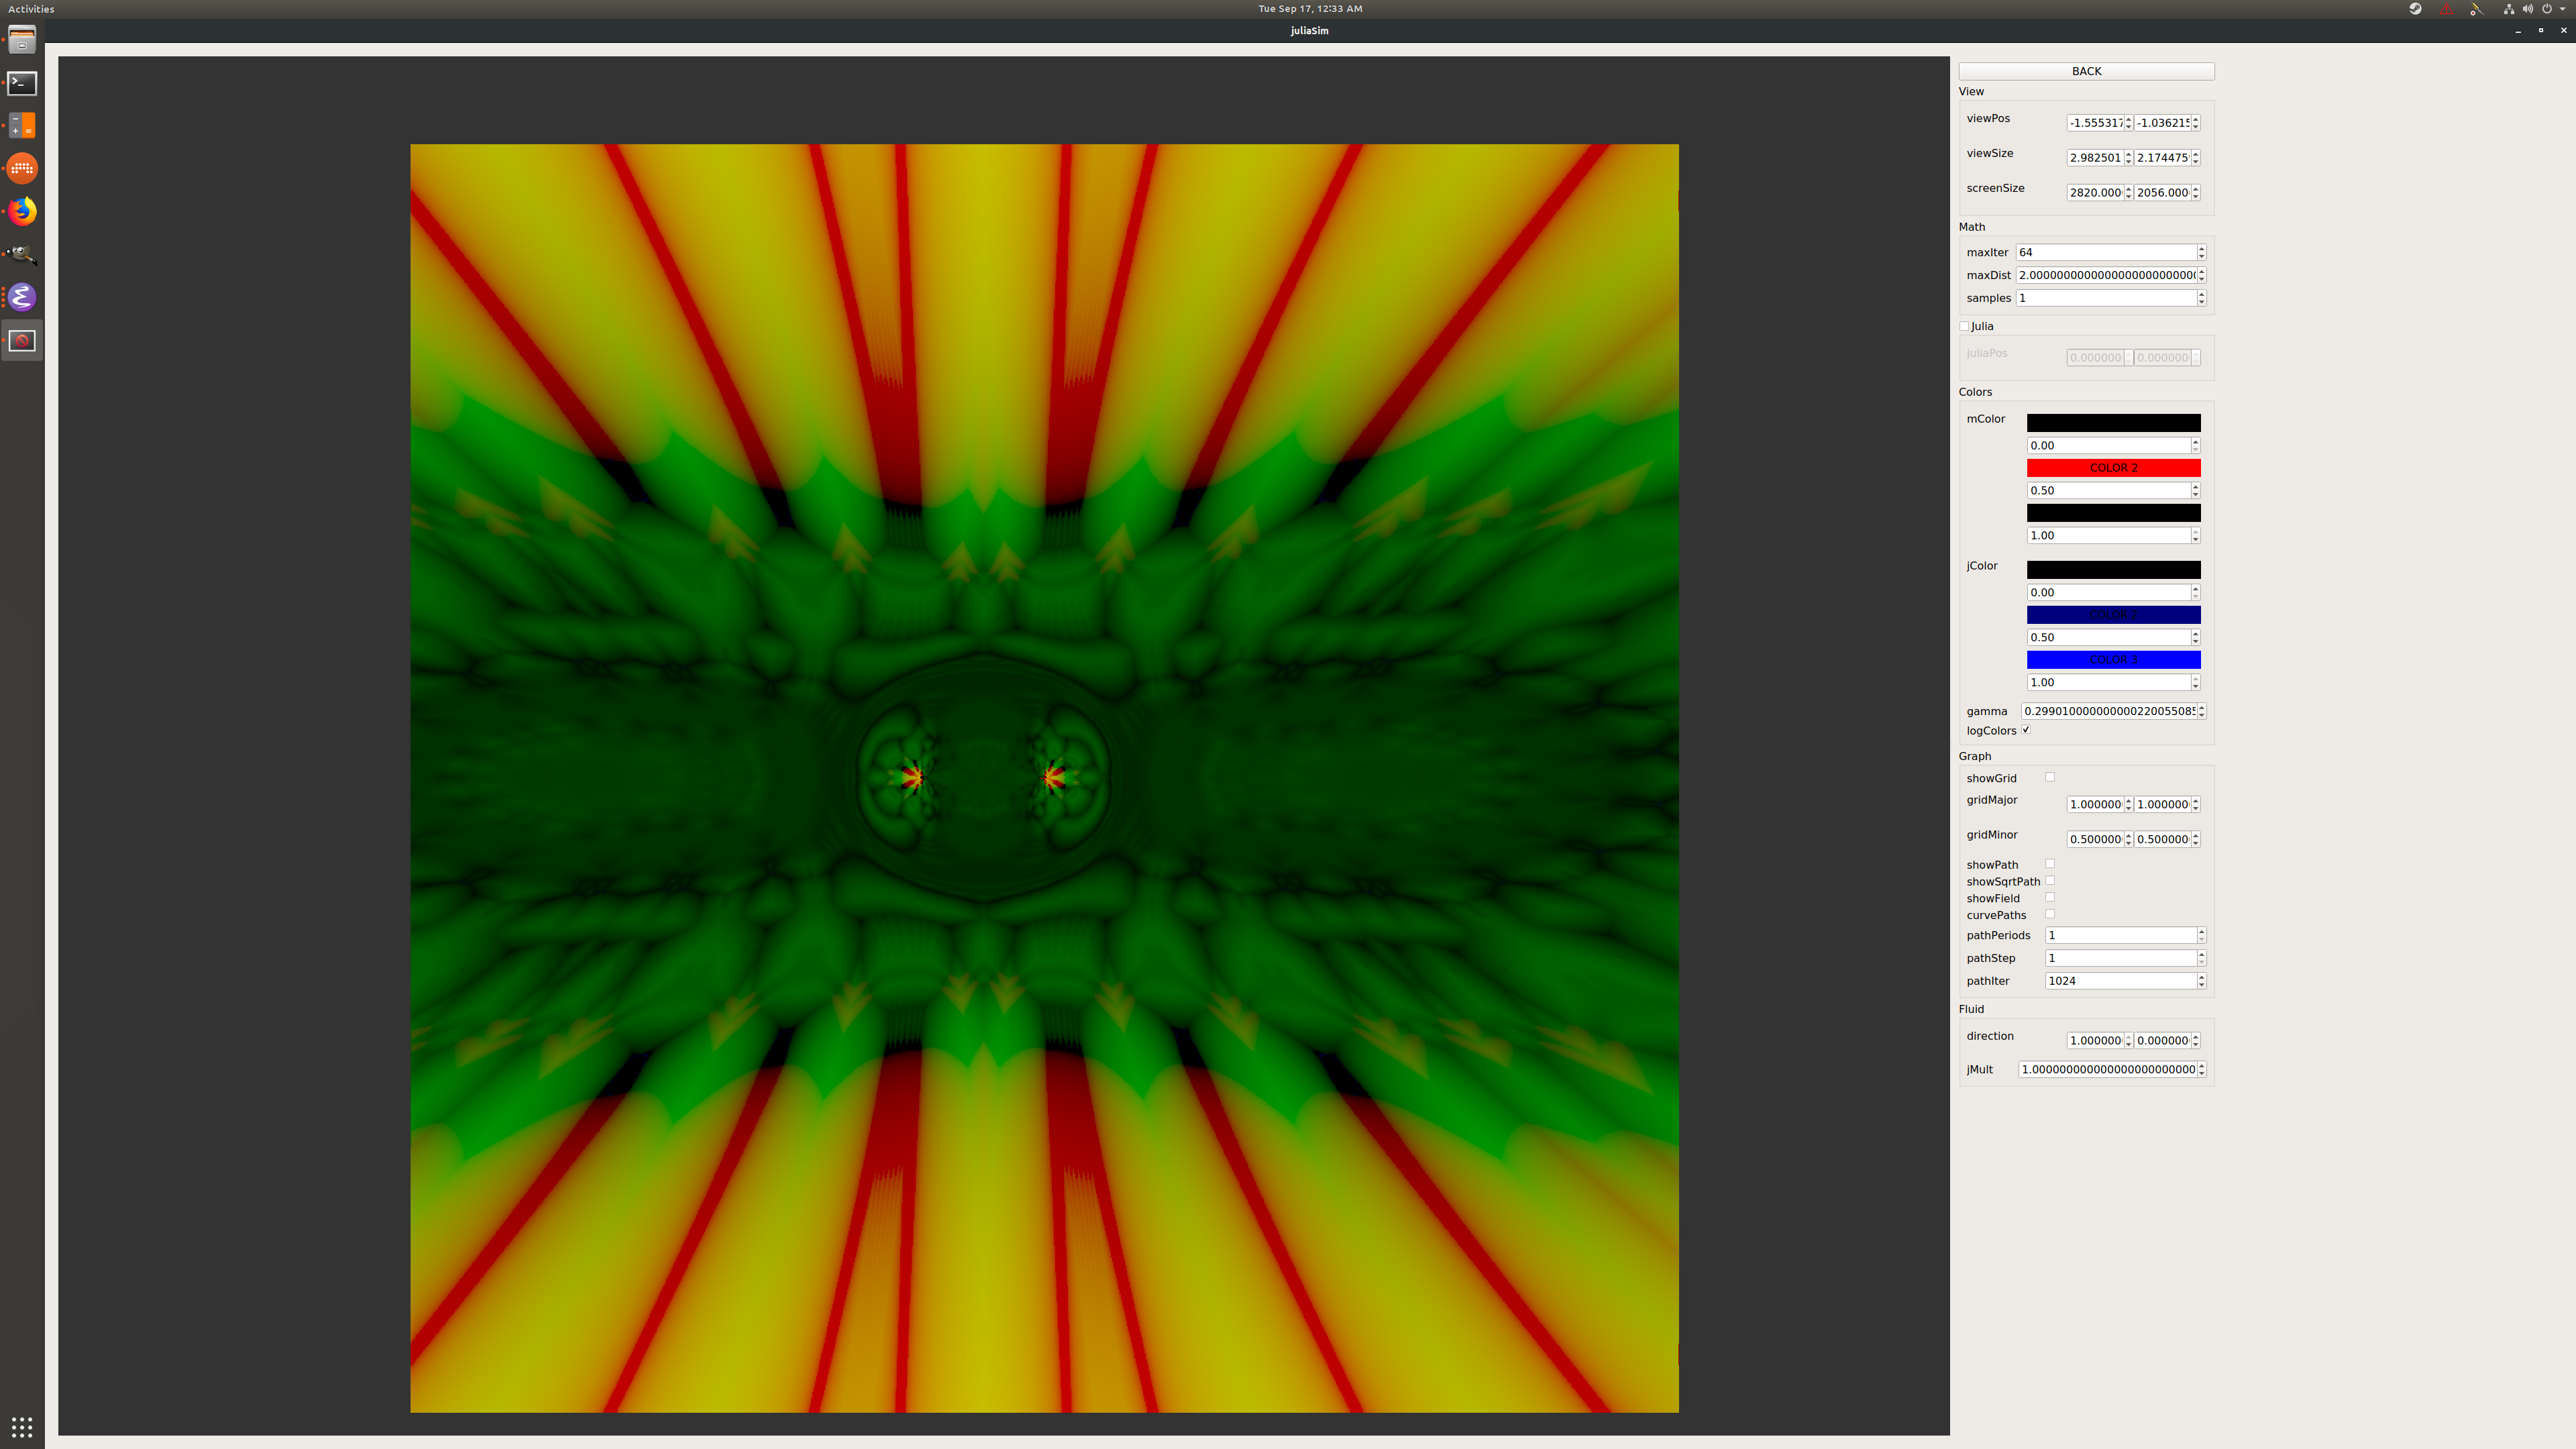 Activities
Tue Sep 17, 12:33 AM
juliaSim
BACK
View
viewPos -1.555317 -1.036215
viewSize 2.982501 2.174475
screenSize 2820.000 2056.000
Math
maxIter 64
maxDist 2.000000000000000000000000
samples 1
Julia
juliaPos 0.000000 0.000000
Colors
mColor
0.00
COLOR 2
0.50
1.00
jColor
0.00
COLOR 2
0.50
COLOR 3
1.00
gamma 0.299010000000000220055085
logColors
Graph
showGrid
gridMajor 1.000000 1.000000
gridMinor 0.500000 0.500000
showPath
showSqrtPath
showField
curvePaths
pathPeriods 1
pathStep 1
pathIter 1024
Fluid
direction 1.000000 0.000000
jMult 1.000000000000000000000000